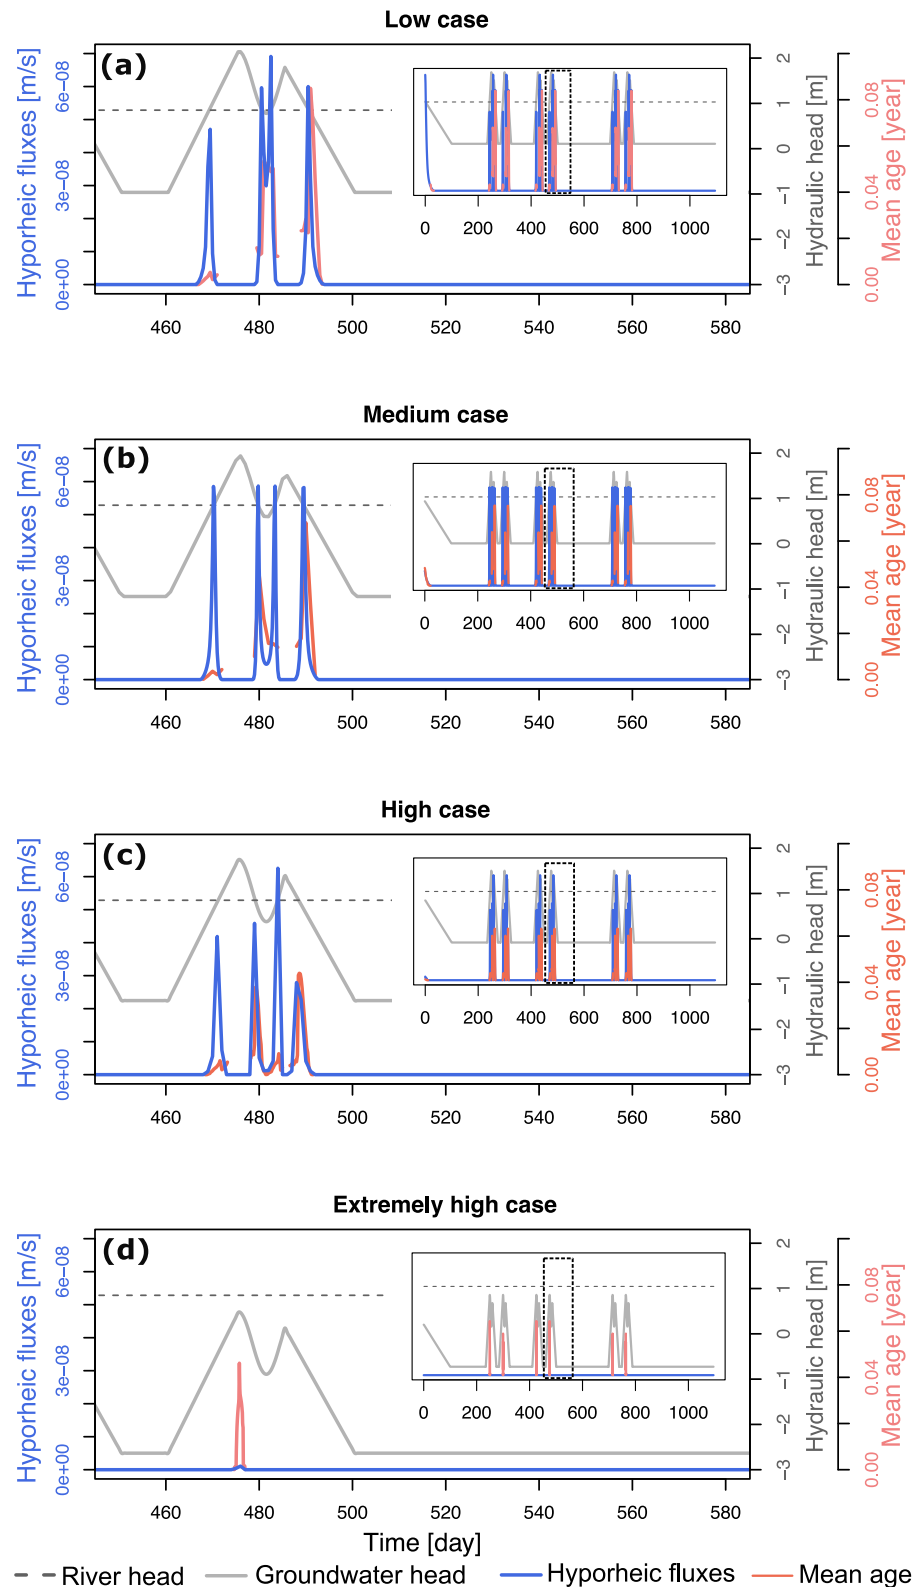 Low case
(a)
Hyporheic fluxes [m/s]
0e+00 3e−08 6e−08
460 480 500 520 540 560 580
0 200 400 600 800 1000
−3 −2 −1 0 1 2
Hydraulic head [m]
0.00 0.04 0.08
Mean age [year]
Medium case
(b)
Hyporheic fluxes [m/s]
0e+00 3e−08 6e−08
460 480 500 520 540 560 580
0 200 400 600 800 1000
−3 −2 −1 0 1 2
Hydraulic head [m]
0.00 0.04 0.08
Mean age [year]
High case
(c)
Hyporheic fluxes [m/s]
0e+00 3e−08 6e−08
460 480 500 520 540 560 580
0 200 400 600 800 1000
−3 −2 −1 0 1 2
Hydraulic head [m]
0.00 0.04 0.08
Mean age [year]
Extremely high case
(d)
Hyporheic fluxes [m/s]
0e+00 3e−08 6e−08
460 480 500 520 540 560 580
0 200 400 600 800 1000
−3 −2 −1 0 1 2
Hydraulic head [m]
0.00 0.04 0.08
Mean age [year]
Time [day]
River head Groundwater head Hyporheic fluxes Mean age